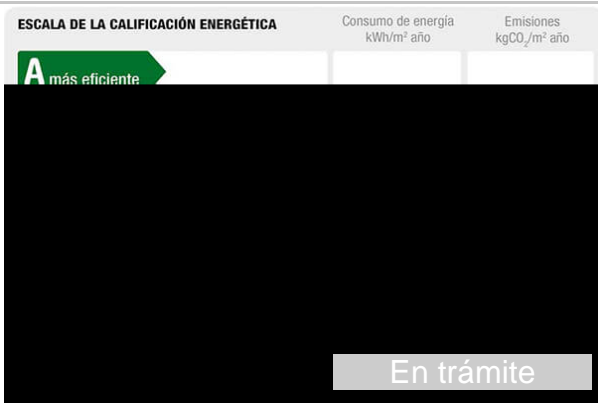 ESCALA DE LA CALIFICACIÓN ENERGÉTICA
Consumo de energía
kWh/m² año
Emisiones
kgCO₂/m² año
A más eficiente
En trámite